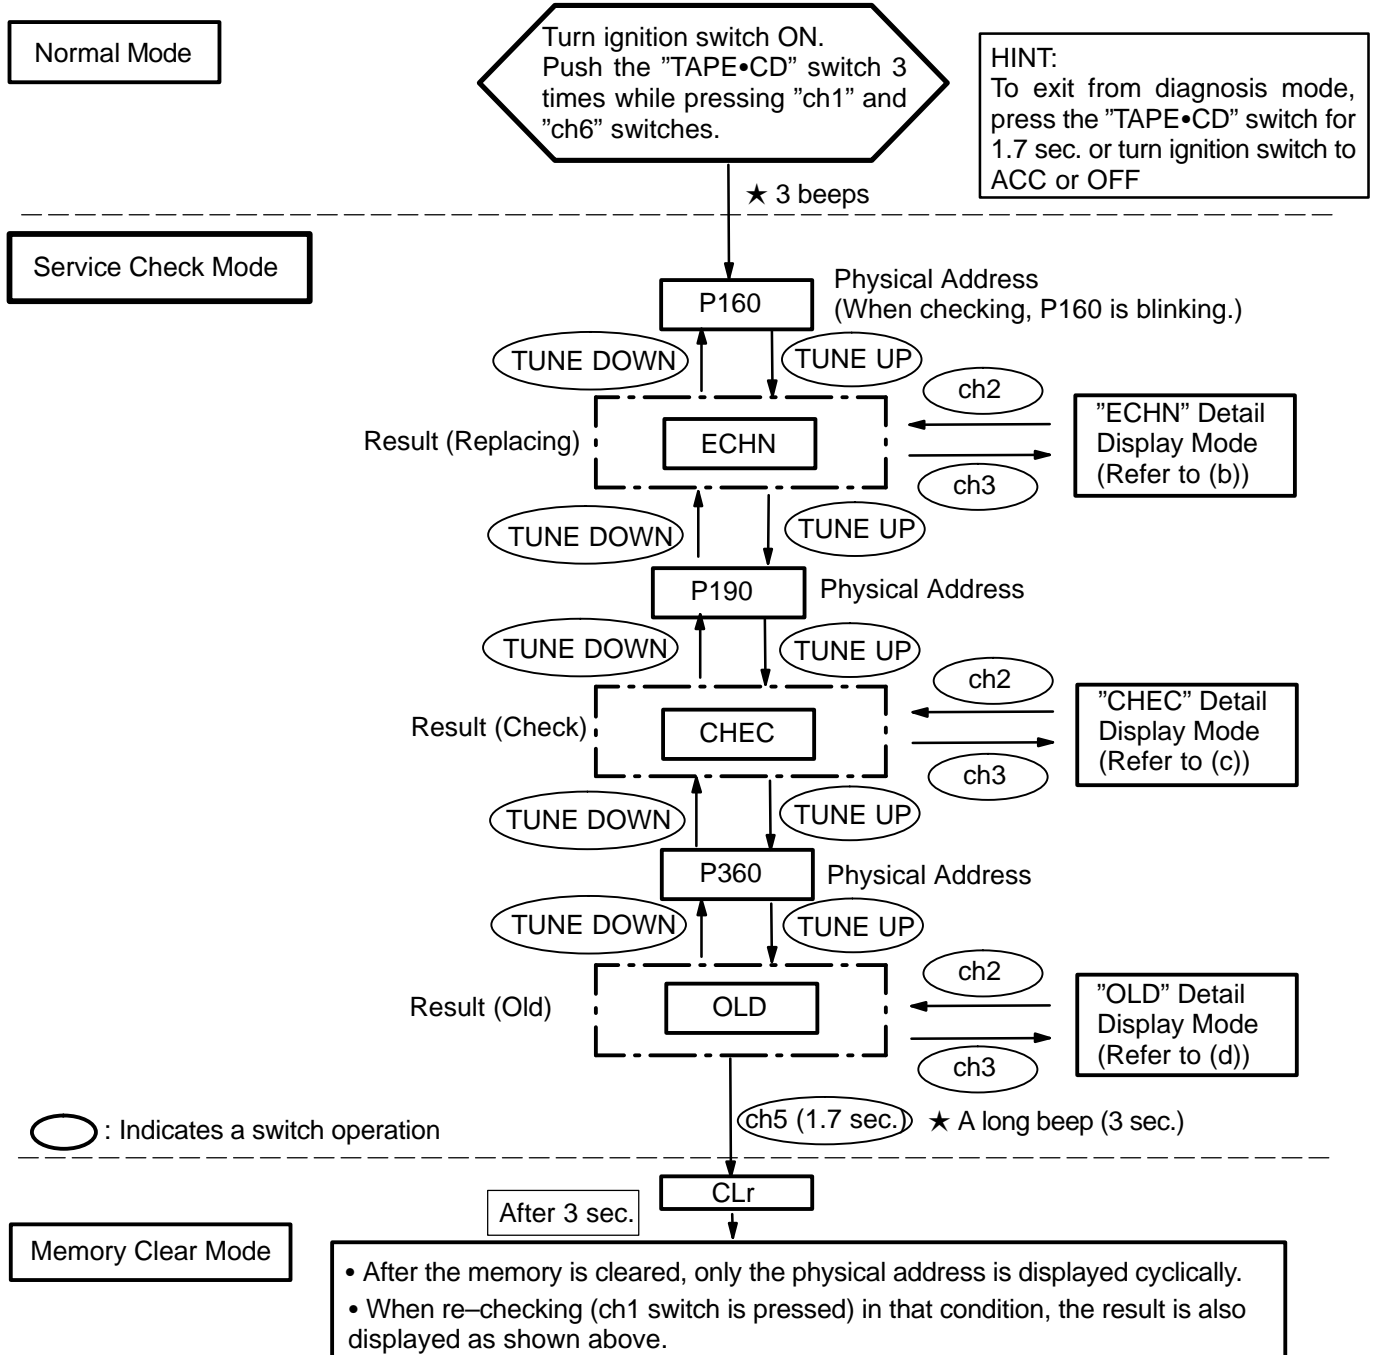 Normal Mode
Turn ignition switch ON.
Push the ”TAPE•CD” switch 3
times while pressing ”ch1” and
”ch6” switches.
HINT:
To exit from diagnosis mode,
press the ”TAPE•CD” switch for
1.7 sec. or turn ignition switch to
ACC or OFF
★ 3 beeps
Service Check Mode
P160
Physical Address
(When checking, P160 is blinking.)
TUNE DOWN
TUNE UP
Result (Replacing)
ECHN
ch2
ch3
”ECHN” Detail
Display Mode
(Refer to (b))
TUNE DOWN
TUNE UP
P190
Physical Address
TUNE DOWN
TUNE UP
Result (Check)
CHEC
ch2
ch3
”CHEC” Detail
Display Mode
(Refer to (c))
TUNE DOWN
TUNE UP
P360
Physical Address
TUNE DOWN
TUNE UP
Result (Old)
OLD
ch2
ch3
”OLD” Detail
Display Mode
(Refer to (d))
: Indicates a switch operation
ch5 (1.7 sec.)
★ A long beep (3 sec.)
CLr
After 3 sec.
Memory Clear Mode
• After the memory is cleared, only the physical address is displayed cyclically.
• When re–checking (ch1 switch is pressed) in that condition, the result is also
displayed as shown above.